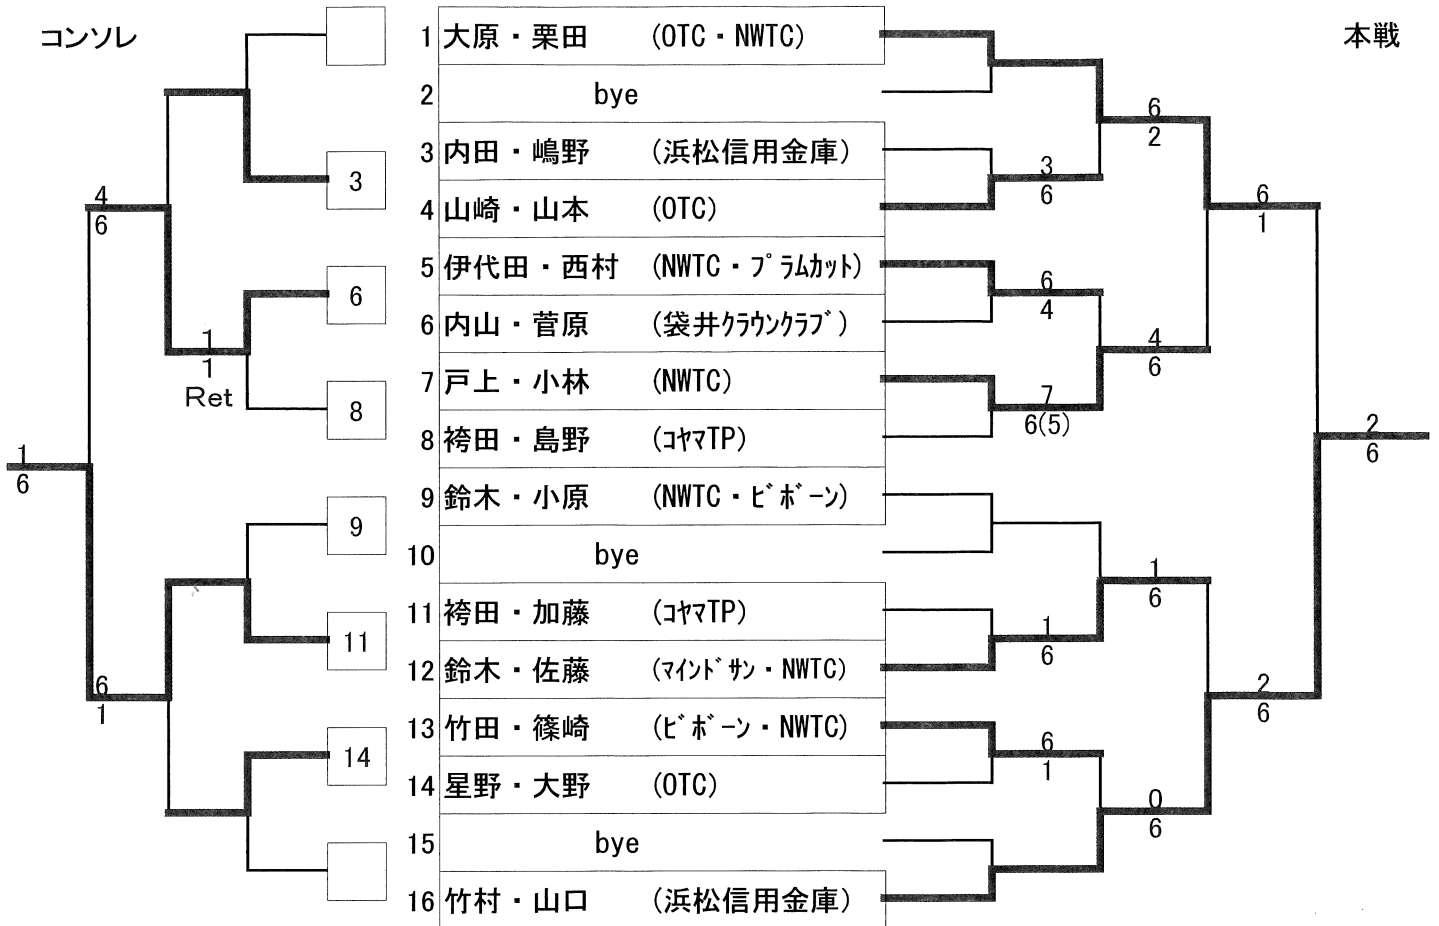 コンソレ
本戦
1 大原・栗田 (OTC・NWTC)
2 bye
3 内田・嶋野 (浜松信用金庫)
4 山崎・山本 (OTC)
5 伊代田・西村 (NWTC・ﾌﾟﾗﾑｶｯﾄ)
6 内山・菅原 (袋井ｸﾗｳﾝｸﾗﾌﾞ)
7 戸上・小林 (NWTC)
8 袴田・島野 (ｺﾔﾏTP)
9 鈴木・小原 (NWTC・ﾋﾞﾎﾞｰﾝ)
10 bye
11 袴田・加藤 (ｺﾔﾏTP)
12 鈴木・佐藤 (ﾏｲﾝﾄﾞｻﾝ・NWTC)
13 竹田・篠崎 (ﾋﾞﾎﾞｰﾝ・NWTC)
14 星野・大野 (OTC)
15 bye
16 竹村・山口 (浜松信用金庫)
3
6
8
9
11
14
1
1
Ret
4
6
6
1
1
6
3
6
6
4
7
6(5)
1
6
6
1
6
2
4
6
1
6
0
6
6
1
2
6
2
6